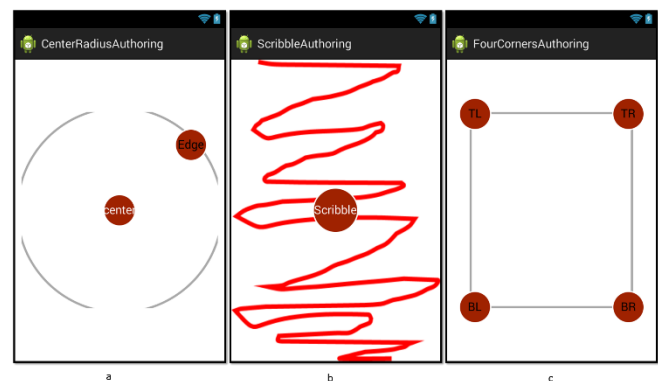 CenterRadiusAuthoring
Edge
center
a
ScribbleAuthoring
Scribble
b
FourCornersAuthoring
TL TR
BL BR
c